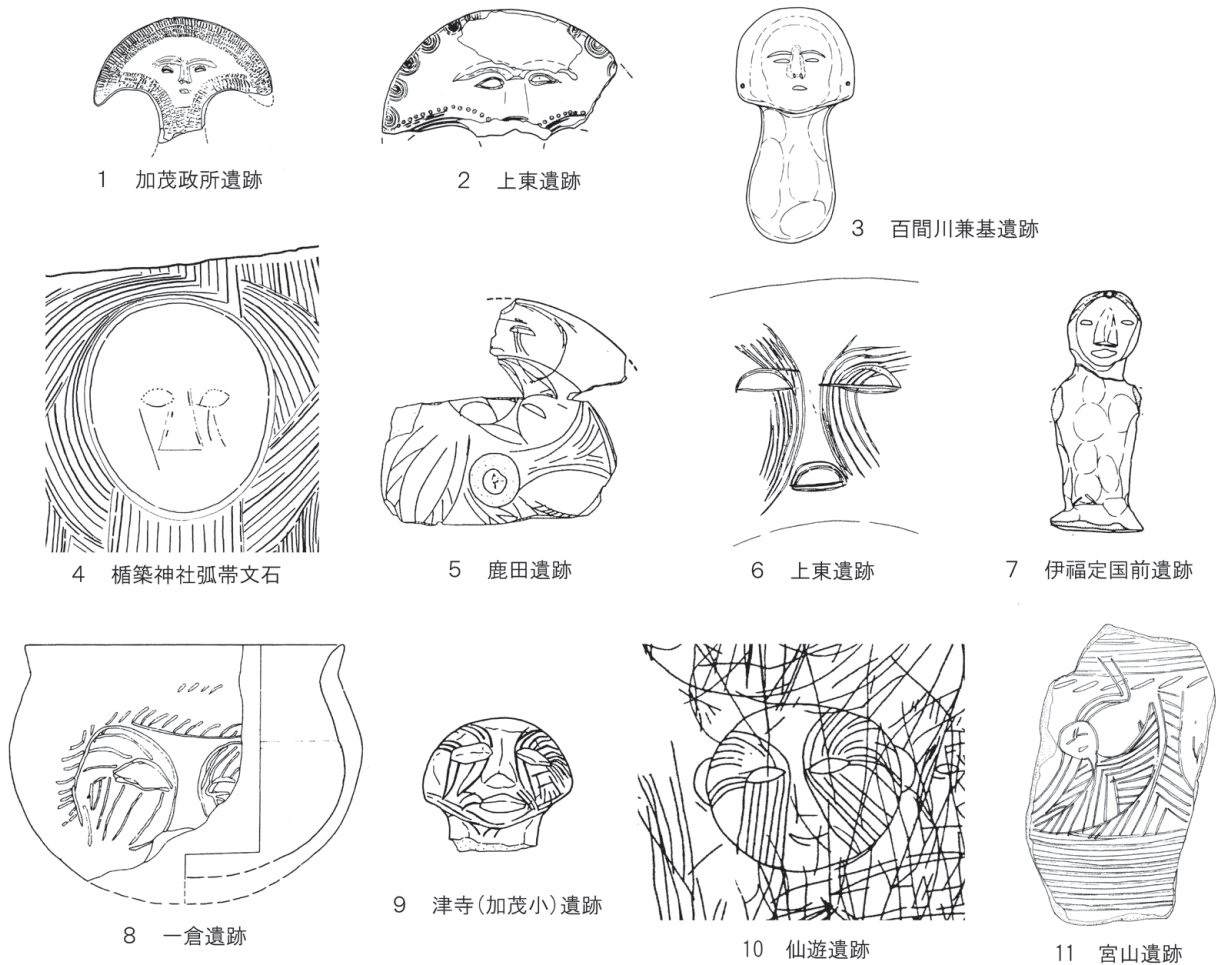 1 加茂政所遺跡
2 上東遺跡
3 百間川兼基遺跡
4 楯築神社弧帯文石
5 鹿田遺跡
6 上東遺跡
7 伊福定国前遺跡
8 一倉遺跡
9 津寺(加茂小)遺跡
10 仙遊遺跡
11 宮山遺跡